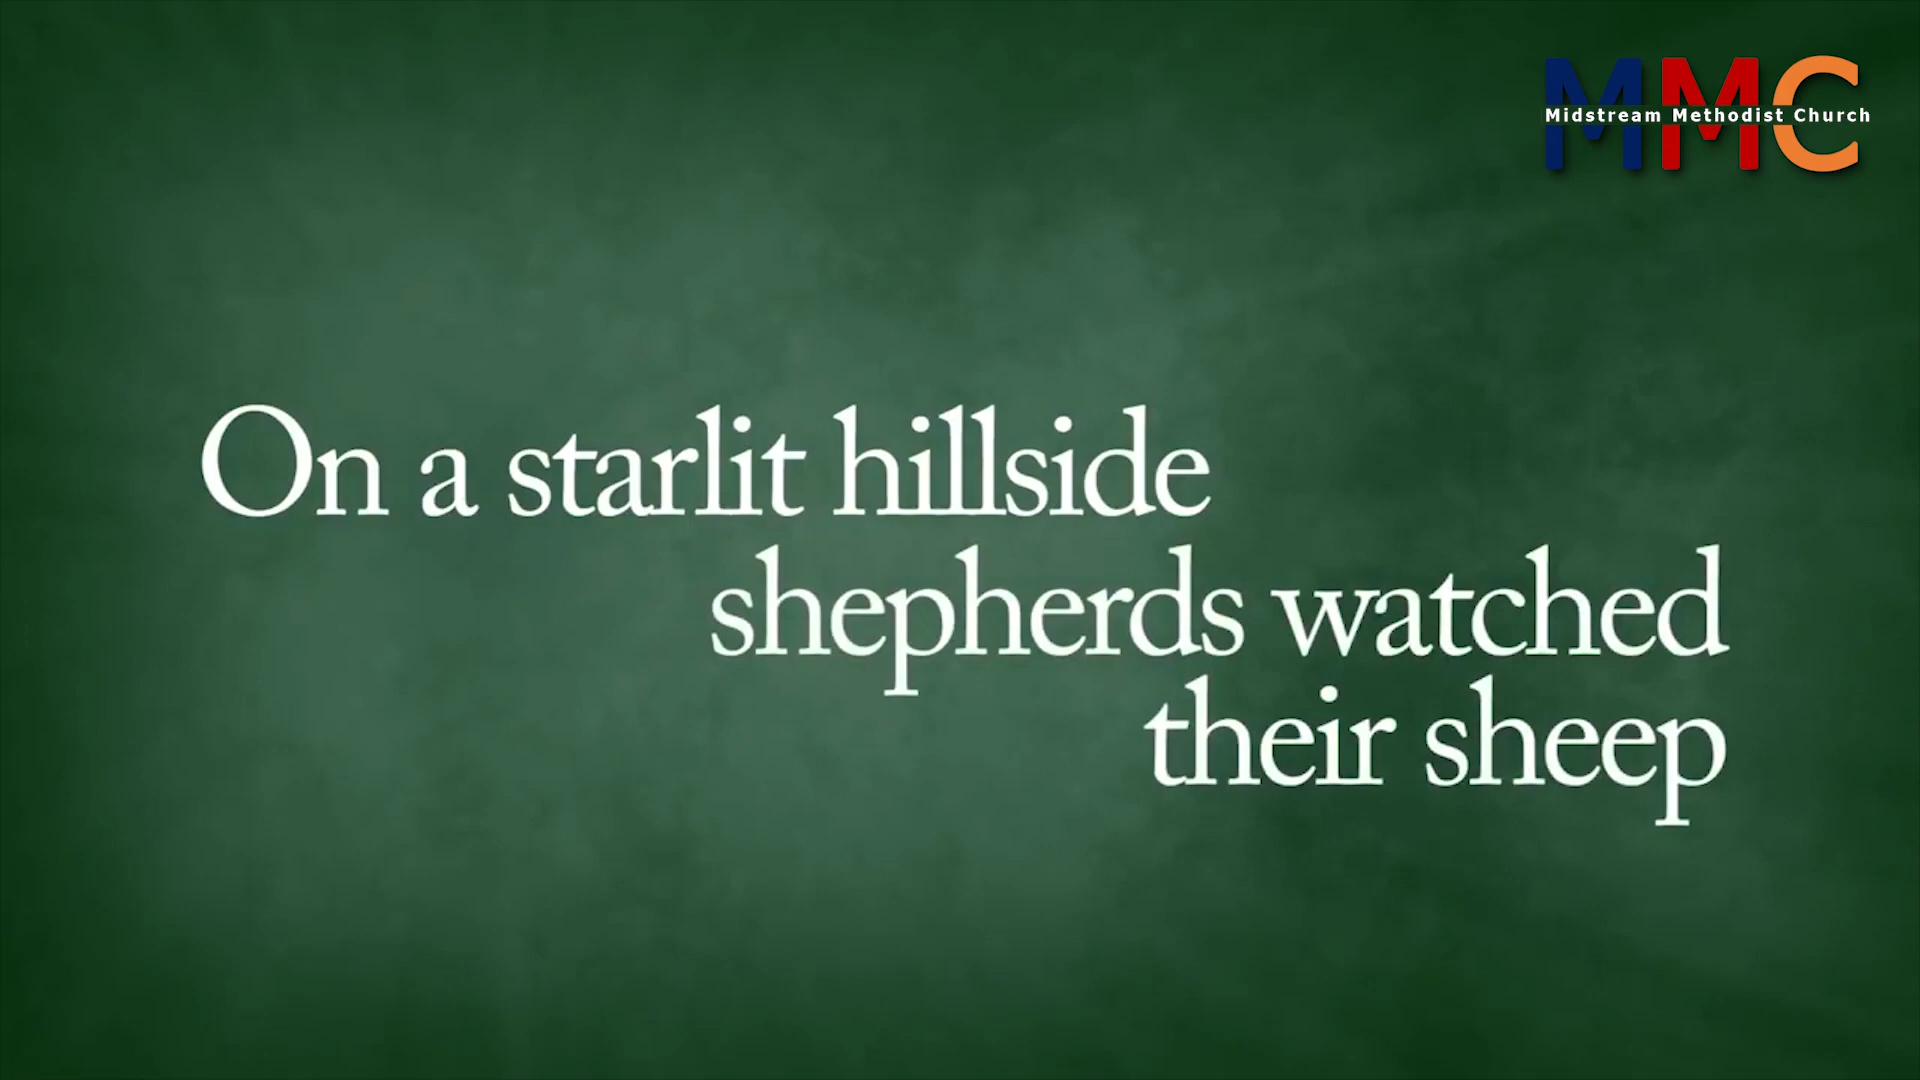 MMC
Midstream Methodist Church
On a starlit hillside
shepherds watched
their sheep